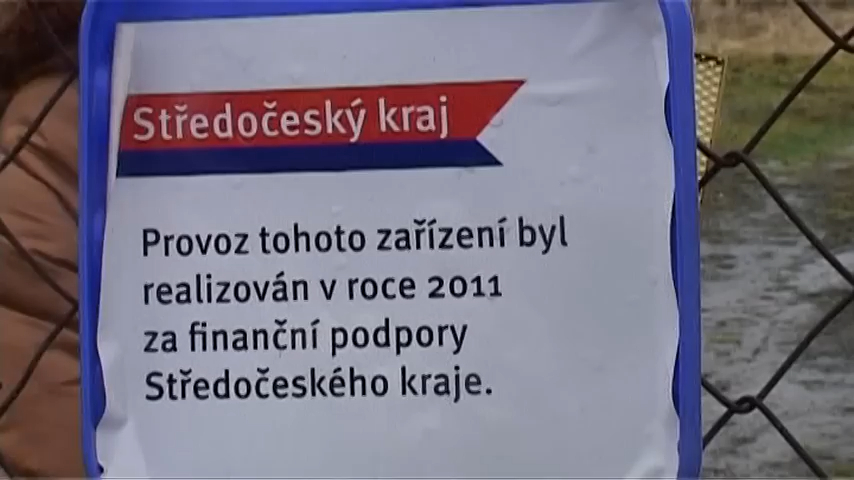 Středočeský kraj
Provoz tohoto zařízení byl
realizován v roce 2011
za finanční podpory
Středočeského kraje.